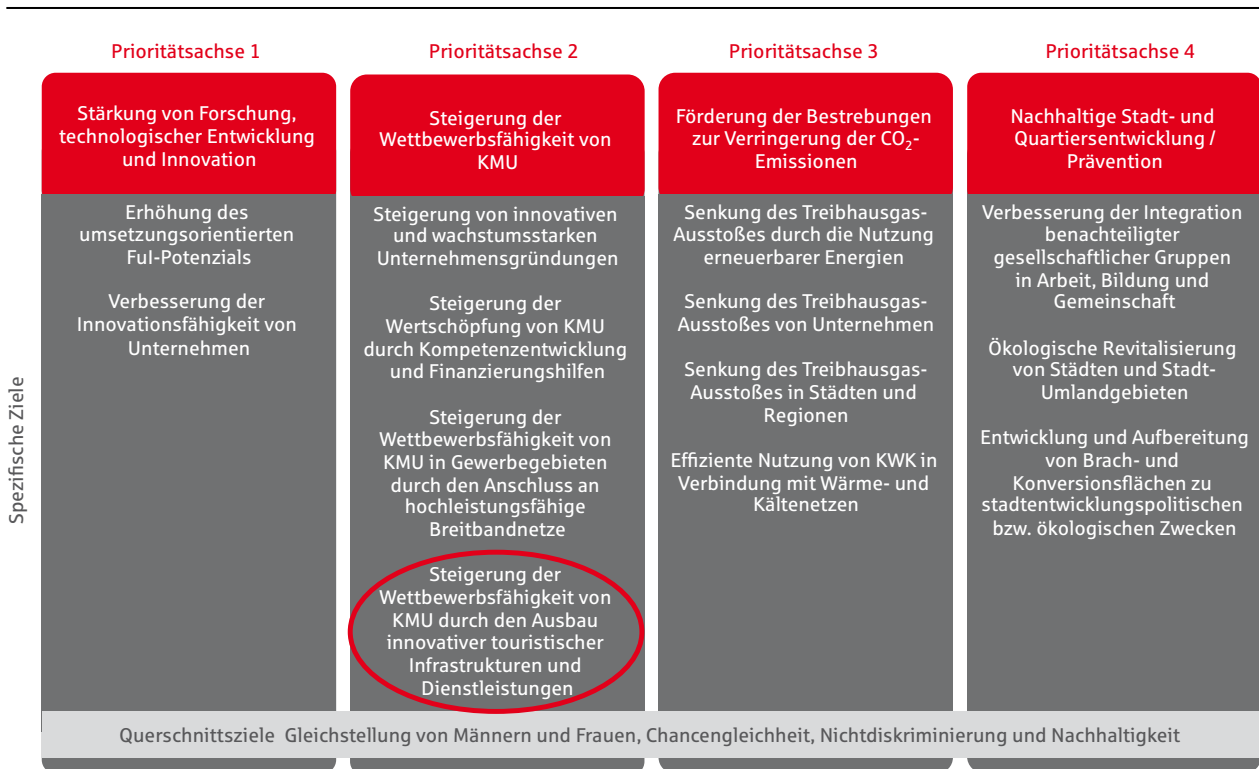 Prioritätsachse 1
Stärkung von Forschung,
technologischer Entwicklung
und Innovation
Erhöhung des
umsetzungsorientierten
FuI-Potenzials
Verbesserung der
Innovationsfähigkeit von
Unternehmen
Prioritätsachse 2
Steigerung der
Wettbewerbsfähigkeit von
KMU
Steigerung von innovativen
und wachstumsstarken
Unternehmensgründungen
Steigerung der
Wertschöpfung von KMU
durch Kompetenzentwicklung
und Finanzierungshilfen
Steigerung der
Wettbewerbsfähigkeit von
KMU in Gewerbegebieten
durch den Anschluss an
hochleistungsfähige
Breitbandnetze
Steigerung der
Wettbewerbsfähigkeit von
KMU durch den Ausbau
innovativer touristischer
Infrastrukturen und
Dienstleistungen
Prioritätsachse 3
Förderung der Bestrebungen
zur Verringerung der CO₂-
Emissionen
Senkung des Treibhausgas-
Ausstoßes durch die Nutzung
erneuerbarer Energien
Senkung des Treibhausgas-
Ausstoßes von Unternehmen
Senkung des Treibhausgas-
Ausstoßes in Städten und
Regionen
Effiziente Nutzung von KWK in
Verbindung mit Wärme- und
Kältenetzen
Prioritätsachse 4
Nachhaltige Stadt- und
Quartiersentwicklung /
Prävention
Verbesserung der Integration
benachteiligter
gesellschaftlicher Gruppen
in Arbeit, Bildung und
Gemeinschaft
Ökologische Revitalisierung
von Städten und Stadt-
Umlandgebieten
Entwicklung und Aufbereitung
von Brach- und
Konversionsflächen zu
stadtentwicklungspolitischen
bzw. ökologischen Zwecken
Spezifische Ziele
Querschnittsziele Gleichstellung von Männern und Frauen, Chancengleichheit, Nichtdiskriminierung und Nachhaltigkeit